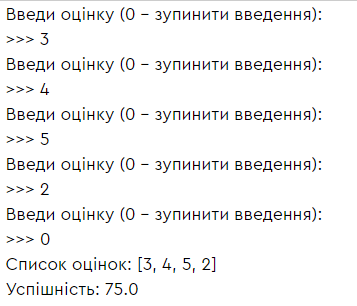 Введи оцінку (0 – зупинити введення):
>>> 3
Введи оцінку (0 – зупинити введення):
>>> 4
Введи оцінку (0 – зупинити введення):
>>> 5
Введи оцінку (0 – зупинити введення):
>>> 2
Введи оцінку (0 – зупинити введення):
>>> 0
Список оцінок: [3, 4, 5, 2]
Успішність: 75.0